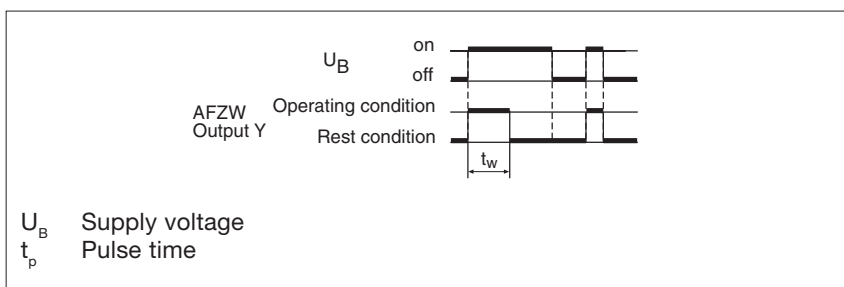 on
U_B
off
AFZW Operating condition
Output Y
Rest condition
t_w
U_B Supply voltage
t_p Pulse time